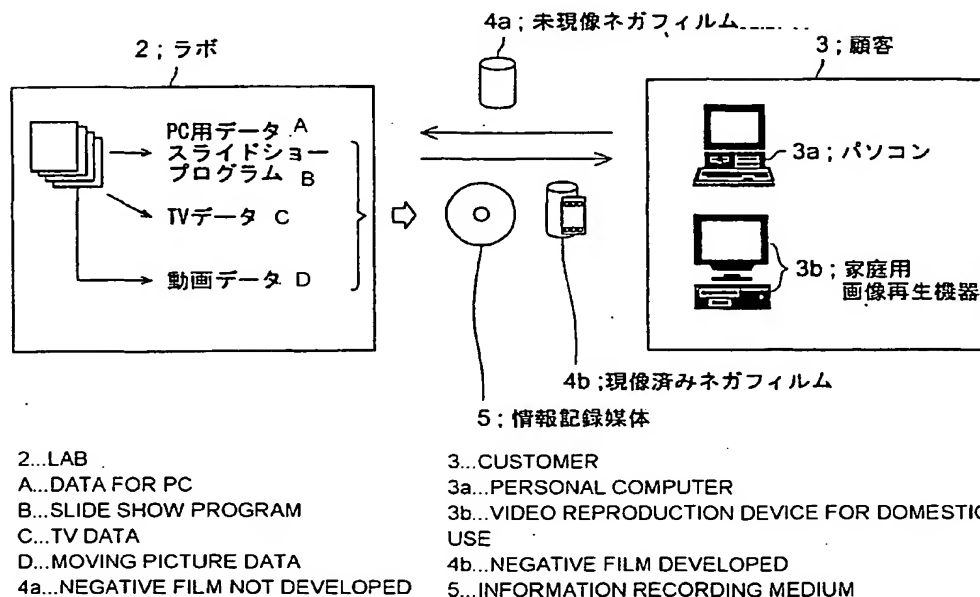 4a ; 未現像ネガフィルム
2 ; ラボ
3 ; 顧客
PC用データ A
スライドショー
プログラム B
TVデータ C
動画データ D
3a ; パソコン
3b ; 家庭用
画像再生機器
4b ;現像済みネガフィルム
5 ; 情報記録媒体
2...LAB
A...DATA FOR PC
B...SLIDE SHOW PROGRAM
C...TV DATA
D...MOVING PICTURE DATA
4a...NEGATIVE FILM NOT DEVELOPED
3...CUSTOMER
3a...PERSONAL COMPUTER
3b...VIDEO REPRODUCTION DEVICE FOR DOMESTIC
USE
4b...NEGATIVE FILM DEVELOPED
5...INFORMATION RECORDING MEDIUM